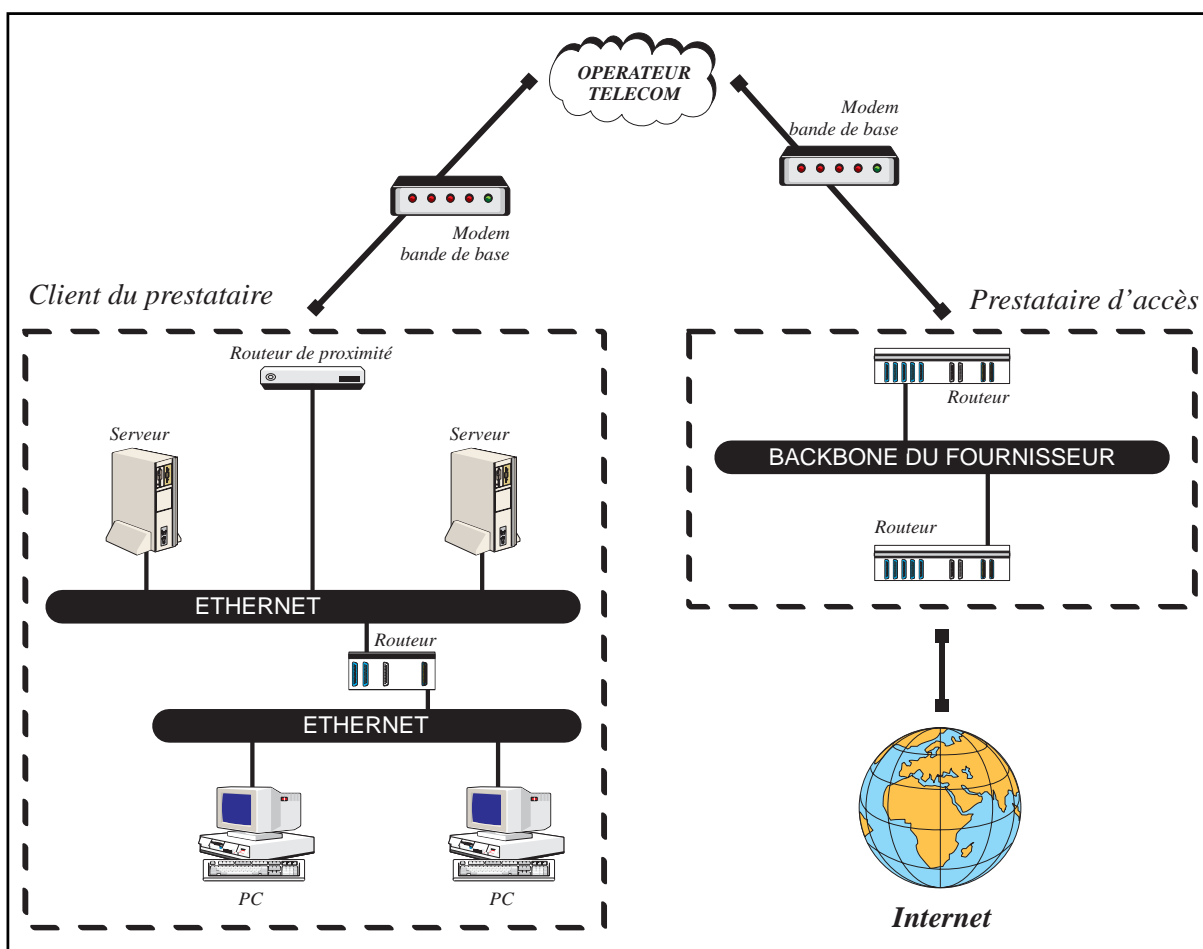 OPERATEUR
TELECOM
Modem
bande de base
Modem
bande de base
Client du prestataire
Prestataire d’accès
Routeur de proximité
Routeur
Serveur
Serveur
BACKBONE DU FOURNISSEUR
Routeur
ETHERNET
Routeur
ETHERNET
PC
PC
Internet